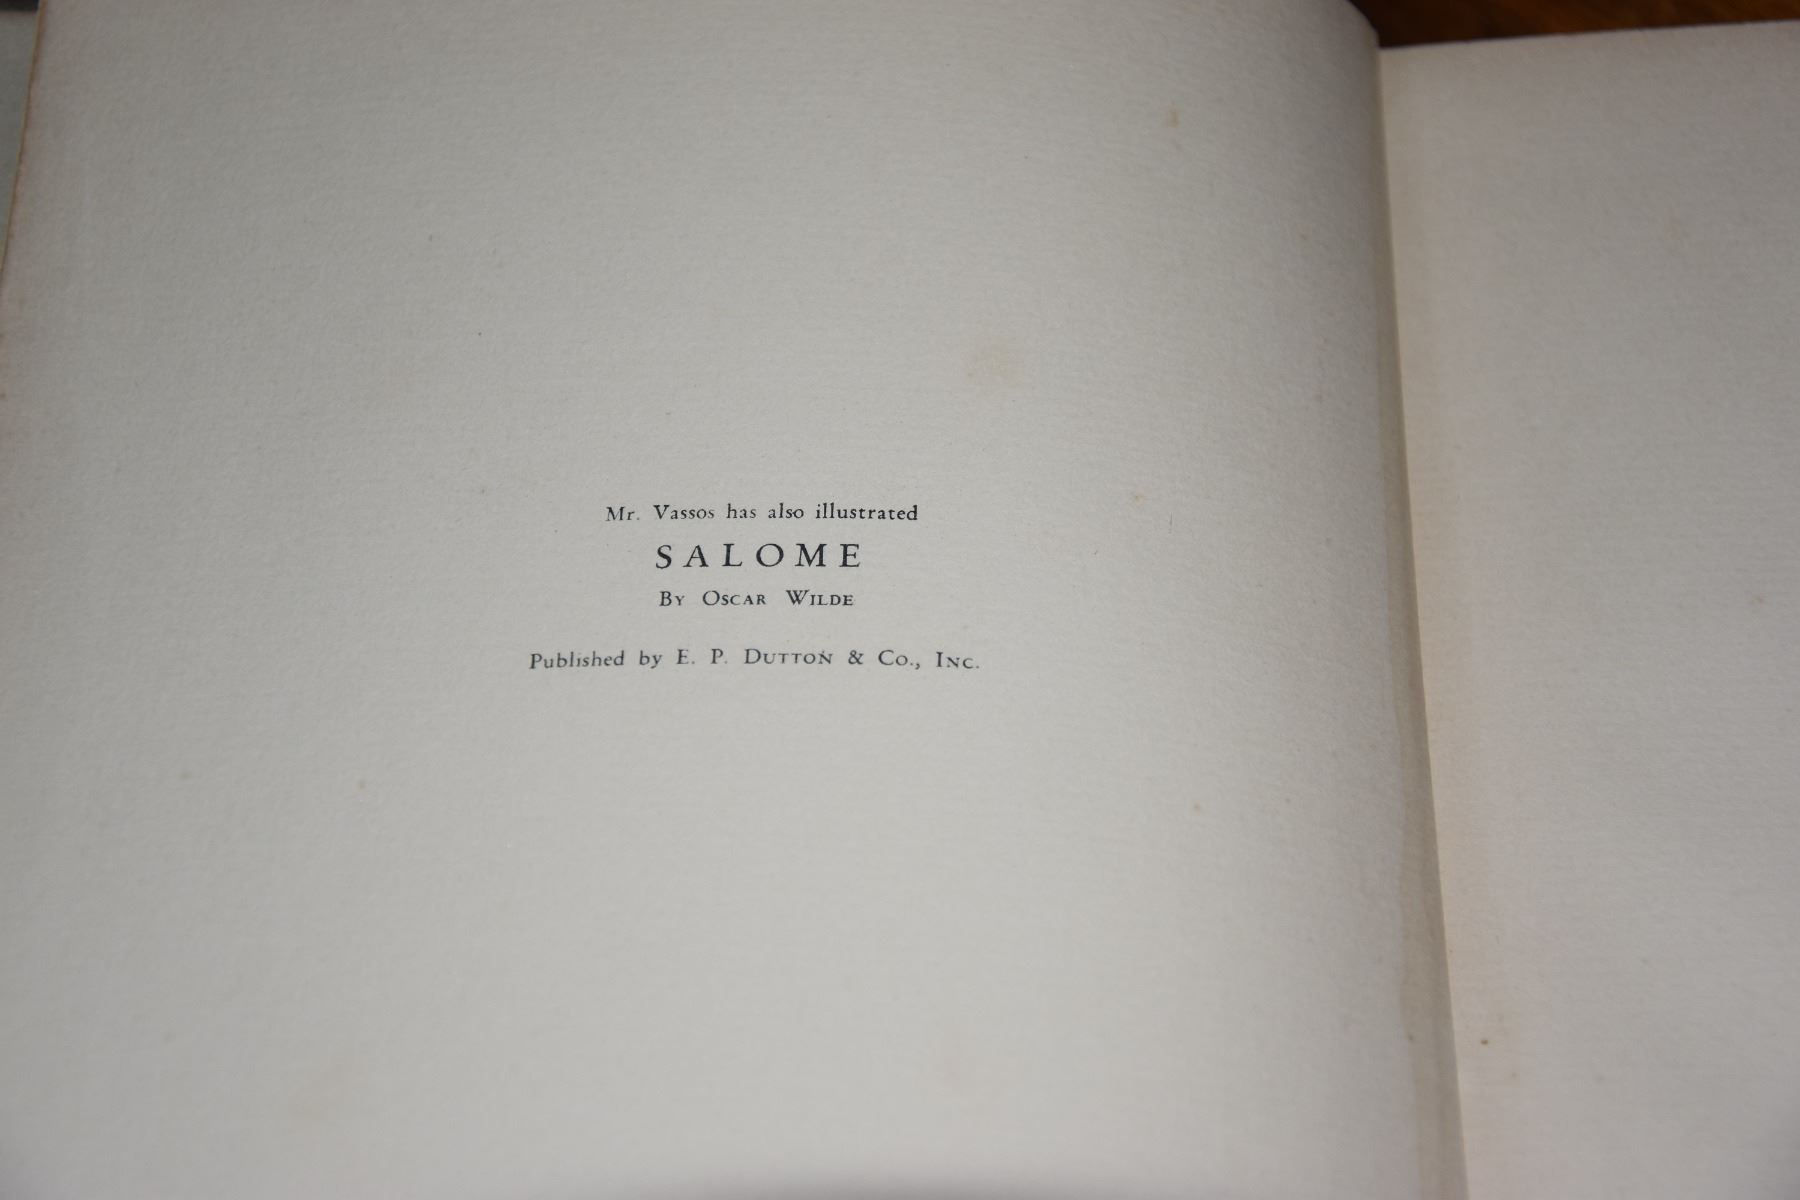 Mr. Vassos has also illustrated
SALOME
By Oscar Wilde
Published by E. P. Dutton & Co., Inc.